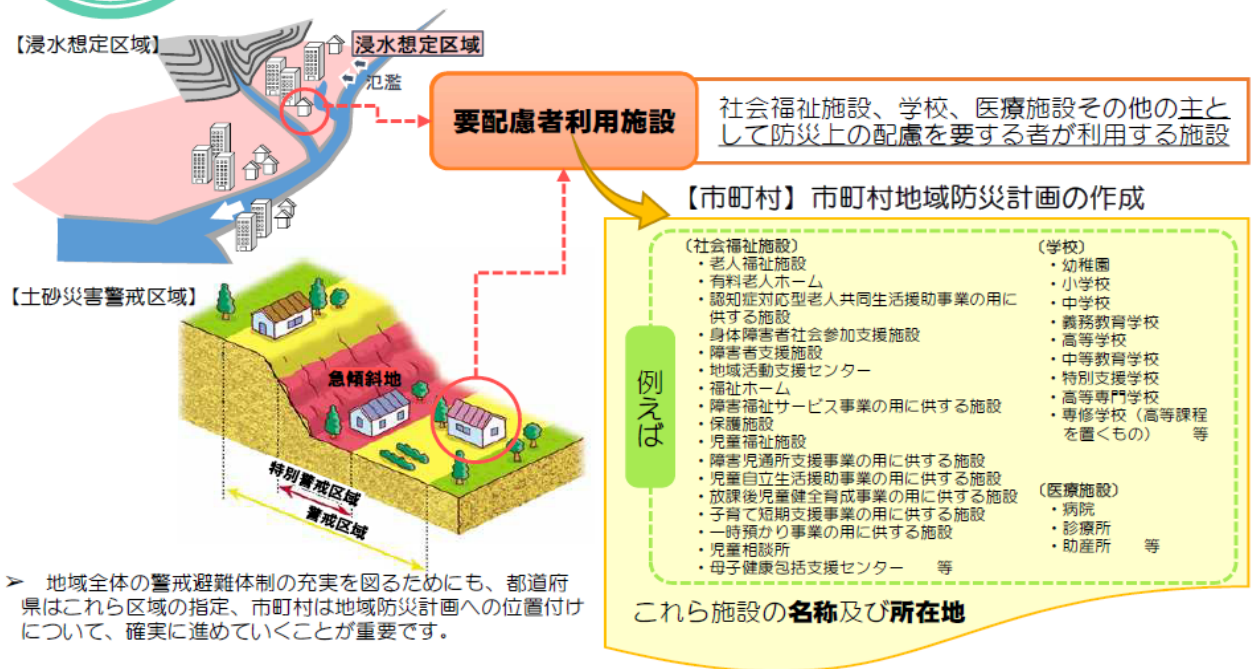 【浸水想定区域】
浸水想定区域
氾濫
要配慮者利用施設
社会福祉施設、学校、医療施設その他の主と
して防災上の配慮を要する者が利用する施設
【市町村】市町村地域防災計画の作成
例えば
（社会福祉施設）
・老人福祉施設
・有料老人ホーム
・認知症対応型老人共同生活援助事業の用に
供する施設
・身体障害者社会参加支援施設
・障害者支援施設
・地域活動支援センター
・福祉ホーム
・障害福祉サービス事業の用に供する施設
・保護施設
・児童福祉施設
・障害児通所支援事業の用に供する施設
・児童自立生活援助事業の用に供する施設
・放課後児童健全育成事業の用に供する施設
・子育て短期支援事業の用に供する施設
・一時預かり事業の用に供する施設
・児童相談所
・母子健康包括支援センター 等
（学校）
・幼稚園
・小学校
・中学校
・義務教育学校
・高等学校
・中等教育学校
・特別支援学校
・高等専門学校
・専修学校（高等課程
を置くもの） 等
（医療施設）
・病院
・診療所
・助産所 等
これら施設の名称及び所在地
【土砂災害警戒区域】
急傾斜地
特別警戒区域
警戒区域
➢ 地域全体の警戒避難体制の充実を図るためにも、都道府
県はこれら区域の指定、市町村は地域防災計画への位置付け
について、確実に進めていくことが重要です。